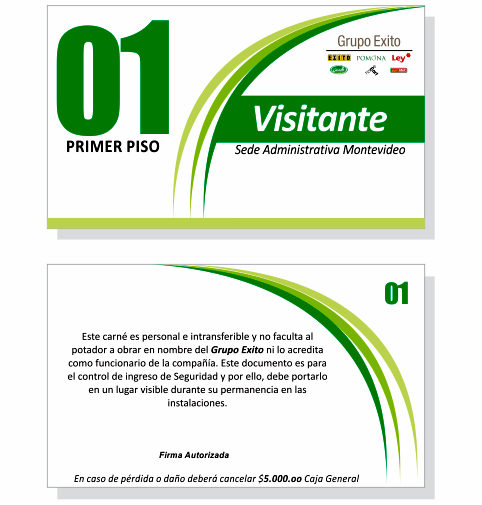 01
PRIMER PISO
Grupo Exito
EXITO POMONA Ley
Visitante
Sede Administrativa Montevideo
01
Este carné es personal e intransferible y no faculta al
potador a obrar en nombre del Grupo Exito ni lo acredita
como funcionario de la compañía. Este documento es para
el control de ingreso de Seguridad y por ello, debe portarlo
en un lugar visible durante su permanencia en las
instalaciones.
Firma Autorizada
En caso de pérdida o daño deberá cancelar $5.000.oo Caja General